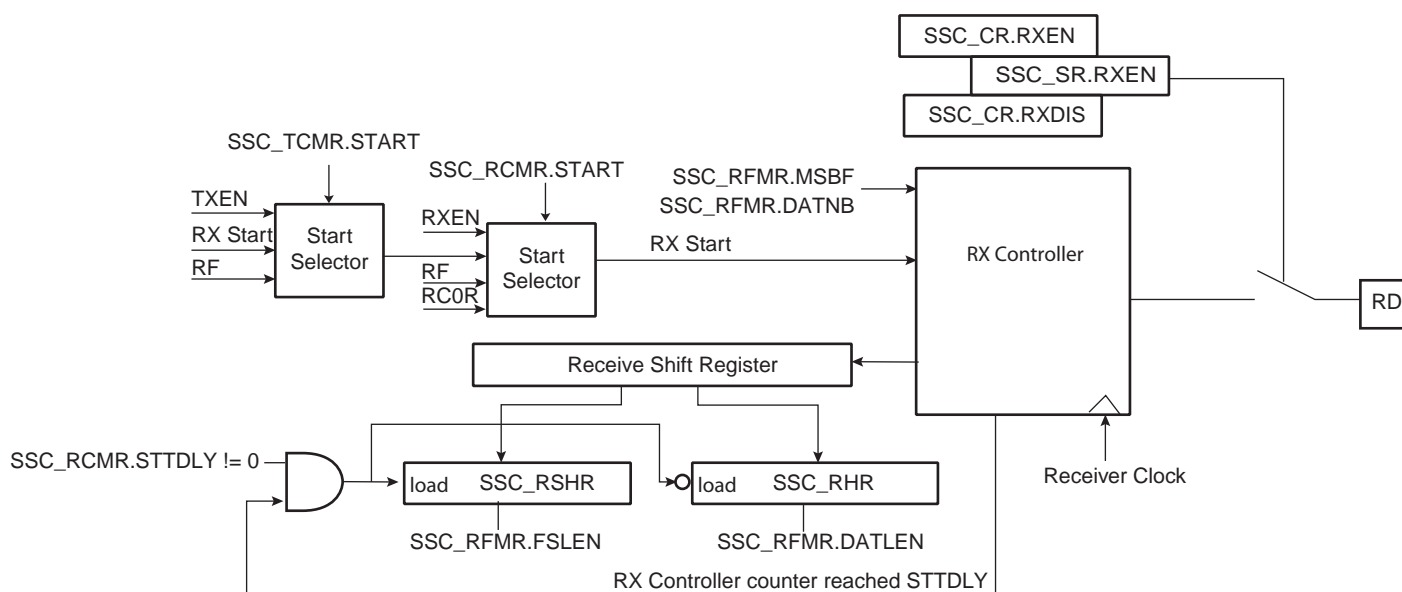 SSC_CR.RXEN
SSC_SR.RXEN
SSC_CR.RXDIS
SSC_TCMR.START
SSC_RCMR.START
SSC_RFMR.MSBF
SSC_RFMR.DATNB
TXEN
RX Start
RF
Start
Selector
RXEN
RF
RC0R
Start
Selector
RX Start
RX Controller
RD
Receive Shift Register
SSC_RCMR.STTDLY != 0
load
SSC_RSHR
load
SSC_RHR
Receiver Clock
SSC_RFMR.FSLEN
SSC_RFMR.DATLEN
RX Controller counter reached STTDLY